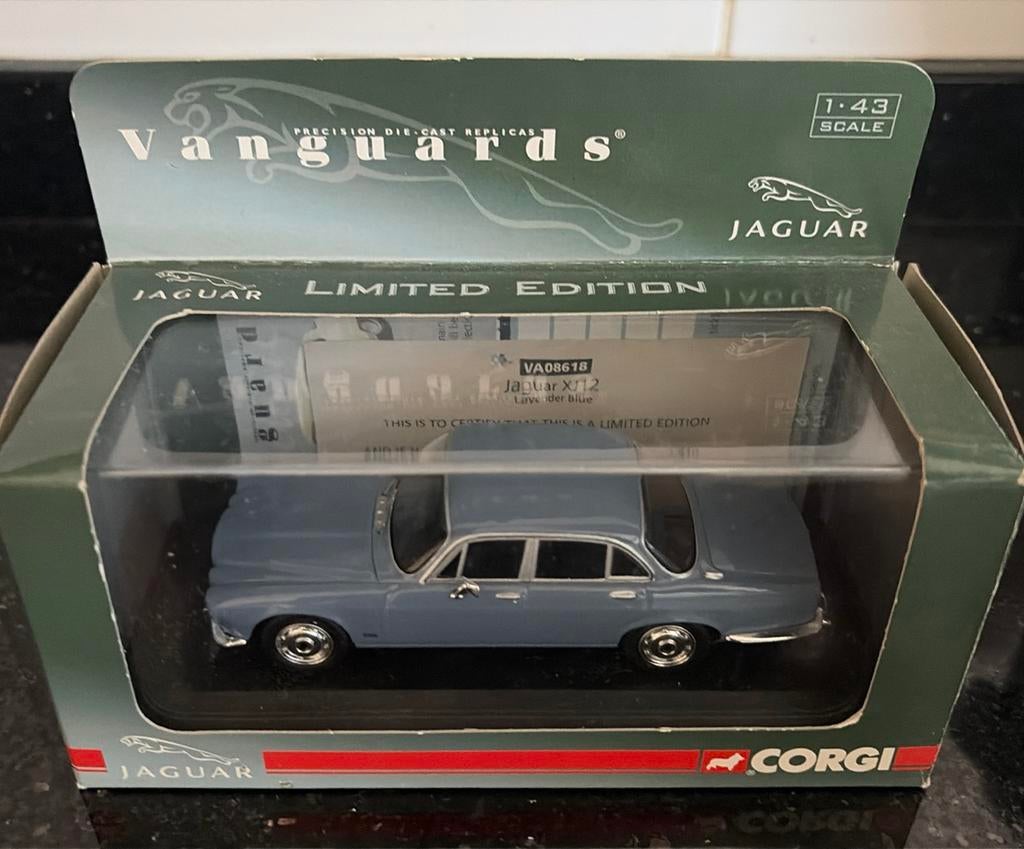 PRECISION DIE-CAST REPLICAS
Vanguards®
1·43
SCALE
JAGUAR
JAGUAR
LIMITED EDITION
VA08618
Jaguar XJ12
Lavender Blue
THIS IS TO CERTIFY THAT THIS IS A LIMITED EDITION
JAGUAR
CORGI